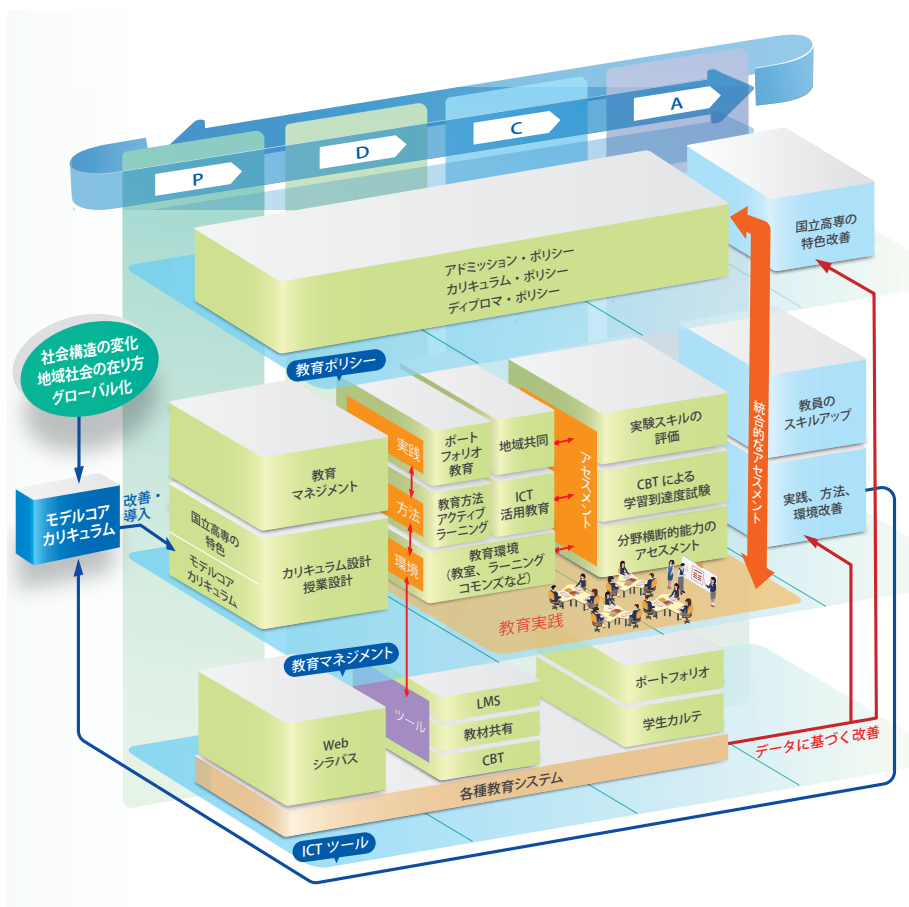 P
D
C
A
国立高専の
特色改善
アドミッション・ポリシー
カリキュラム・ポリシー
ディプロマ・ポリシー
教育ポリシー
社会構造の変化
地域社会の在り方
グローバル化
モデルコア
カリキュラム
改善・
導入
教育
マネジメント
国立高専の
特色
モデルコア
カリキュラム
カリキュラム設計
授業設計
実践
方法
環境
ポート
フォリオ
教育
地域共同
教育方法
アクティブ
ラーニング
ICT
活用教育
教育環境
(教室、ラーニング
コモンズなど)
アセスメント
実験スキルの
評価
CBTによる
学習到達度試験
分野横断的能力の
アセスメント
統合的なアセスメント
教員の
スキルアップ
実践、方法、
環境改善
教育実践
教育マネジメント
Web
シラバス
ツール
LMS
教材共有
CBT
ポートフォリオ
学生カルテ
各種教育システム
データに基づく改善
ICTツール